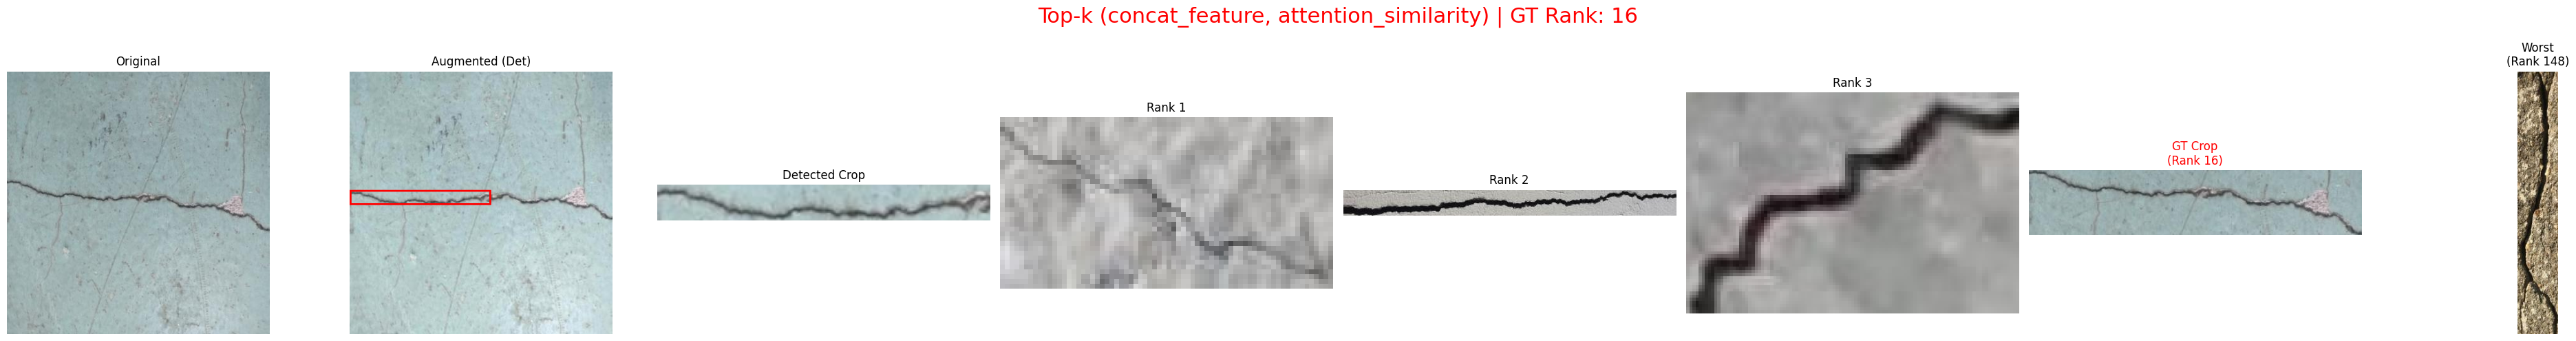 Top-k (concat_feature, attention_similarity) | GT Rank: 16
Original
Augmented (Det)
Detected Crop
Rank 1
Rank 2
Rank 3
GT Crop
(Rank 16)
Worst
(Rank 148)